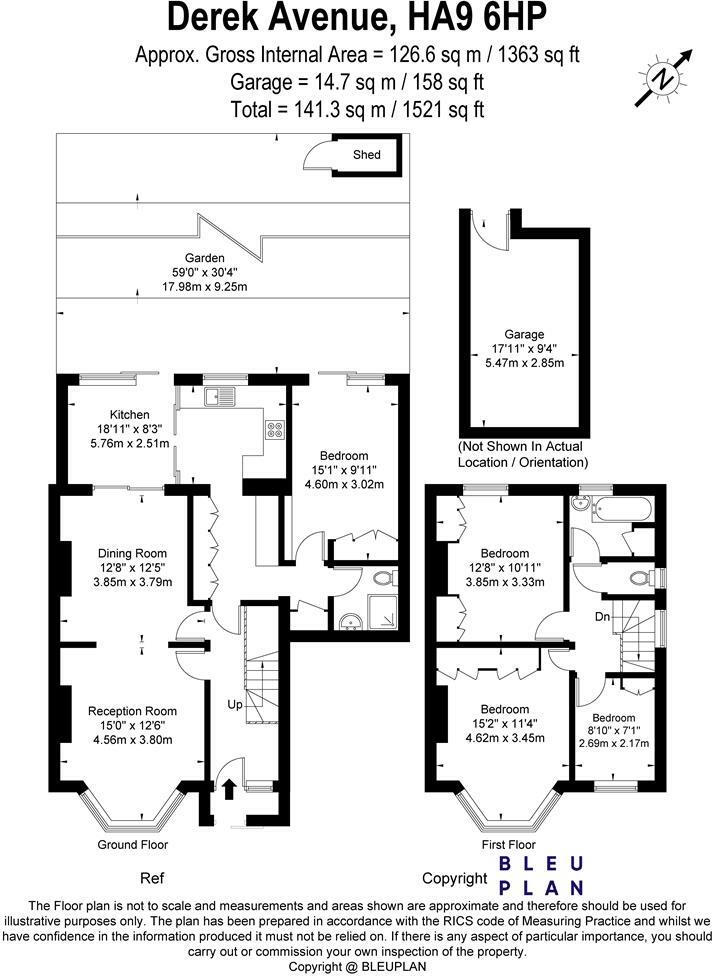 Derek Avenue, HA9 6HP
Approx. Gross Internal Area = 126.6 sq m / 1363 sq ft
Garage = 14.7 sq m / 158 sq ft
Total = 141.3 sq m / 1521 sq ft
N
Shed
Garden
59'0" x 30'4"
17.98m x 9.25m
Garage
17'11" x 9'4"
5.47m x 2.85m
(Not Shown In Actual
Location / Orientation)
Kitchen
18'11" x 8'3"
5.76m x 2.51m
Bedroom
15'1" x 9'11"
4.60m x 3.02m
Dining Room
12'8" x 12'5"
3.85m x 3.79m
Reception Room
15'0" x 12'6"
4.56m x 3.80m
Up
Ground Floor
Bedroom
12'8" x 10'11"
3.85m x 3.33m
Dn
Bedroom
15'2" x 11'4"
4.62m x 3.45m
Bedroom
8'10" x 7'1"
2.69m x 2.17m
First Floor
Ref
Copyright
BLEU
PLAN
The Floor plan is not to scale and measurements and areas shown are approximate and therefore should be used for
illustrative purposes only. The plan has been prepared in accordance with the RICS code of Measuring Practice and whilst we
have confidence in the information produced it must not be relied on. If there is any aspect of particular importance, you should
carry out or commission your own inspection of the property.
Copyright @ BLEUPLAN